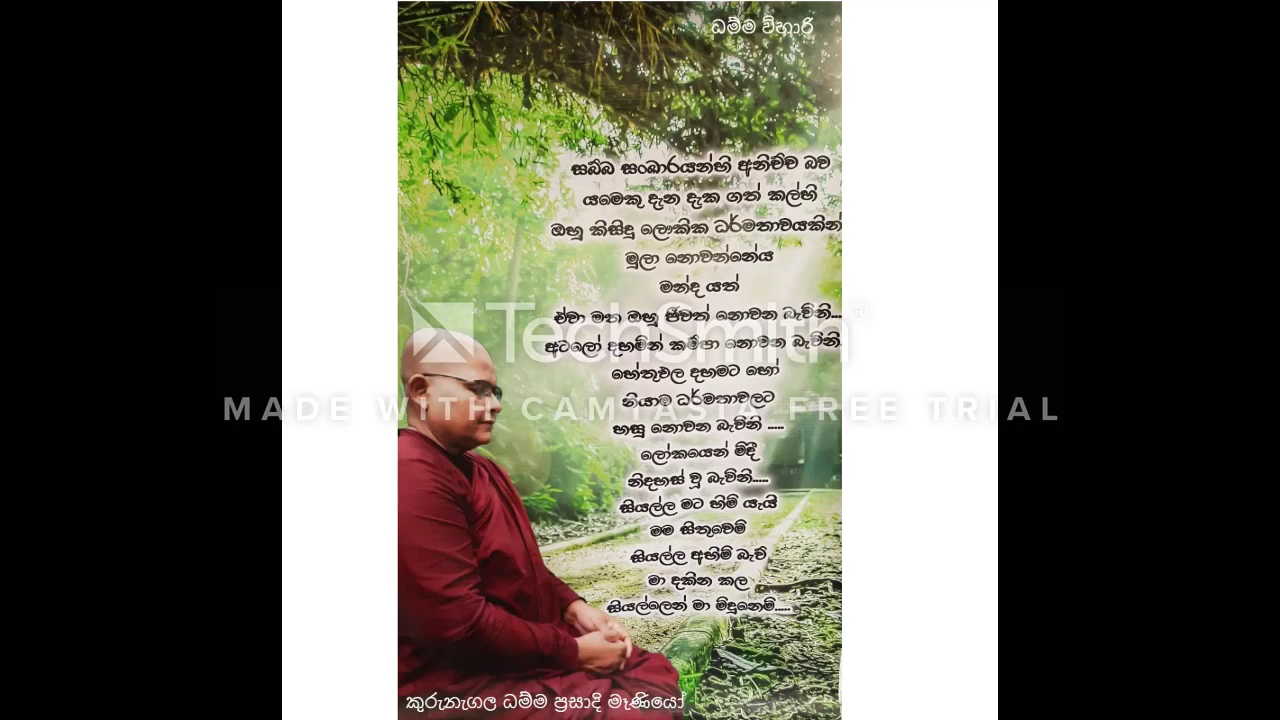 ධම්ම විහාරි
සබ්බ සංඛාරයන්හි අනිච්ච බව
යමෙකු දැන දැක ගත් කල්හි
ඔහු කිසිදු ලෞකික ධර්මතාවයකින්
මුලා නොවන්නේය
මන්ද යත්
ඒවා මත ඔහු ජීවත් නොවන බැවිනි...
අටලෝ දහමින් කම්පා නොවන බැවිනි.
හේතුඵල දහමට හෝ
නියාම ධර්මතාවලට
හසු නොවන බැවිනි .....
ලෝකයෙන් මිදී
නිදහස් වූ බැවිනි.....
සියල්ල මට හිමි යැයි
මම සිතුවෙමි
සියල්ල අහිමි බැව්
මා දකින කල
සියල්ලෙන් මා මිදුනෙමි.....
TechSmith®
MADE WITH CAMTASIA FREE TRIAL
කුරුනෑගල ධම්ම ප්‍රසාදි මෑණියෝ